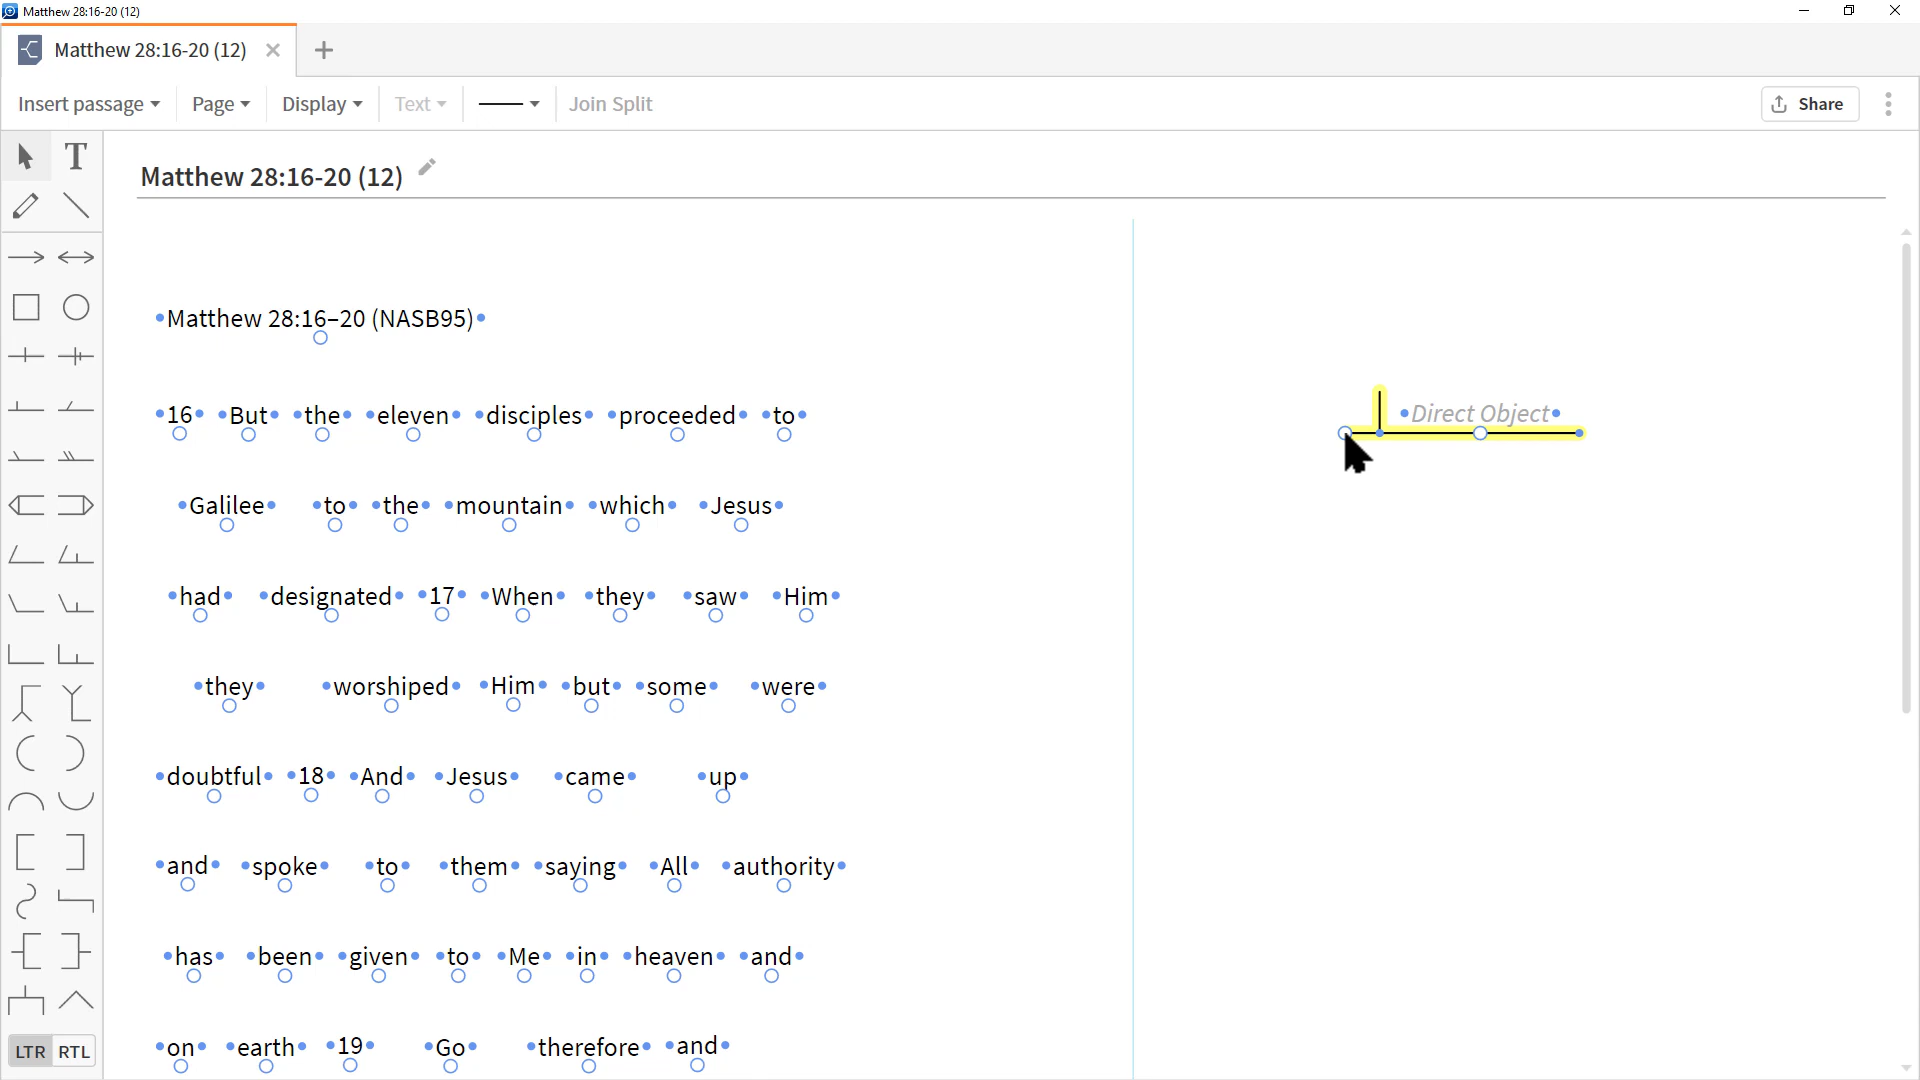 Matthew 28:16-20 (12)
Matthew 28:16-20 (12)
Insert passage Page Display Text Join Split Share
T
Matthew 28:16-20 (12)
Matthew 28:16–20 (NASB95)
16 But the eleven disciples proceeded to
Direct Object
Galilee to the mountain which Jesus
had designated 17 When they saw Him
they worshiped Him but some were
doubtful 18 And Jesus came up
and spoke to them saying All authority
has been given to Me in heaven and
on earth 19 Go therefore and
LTR RTL